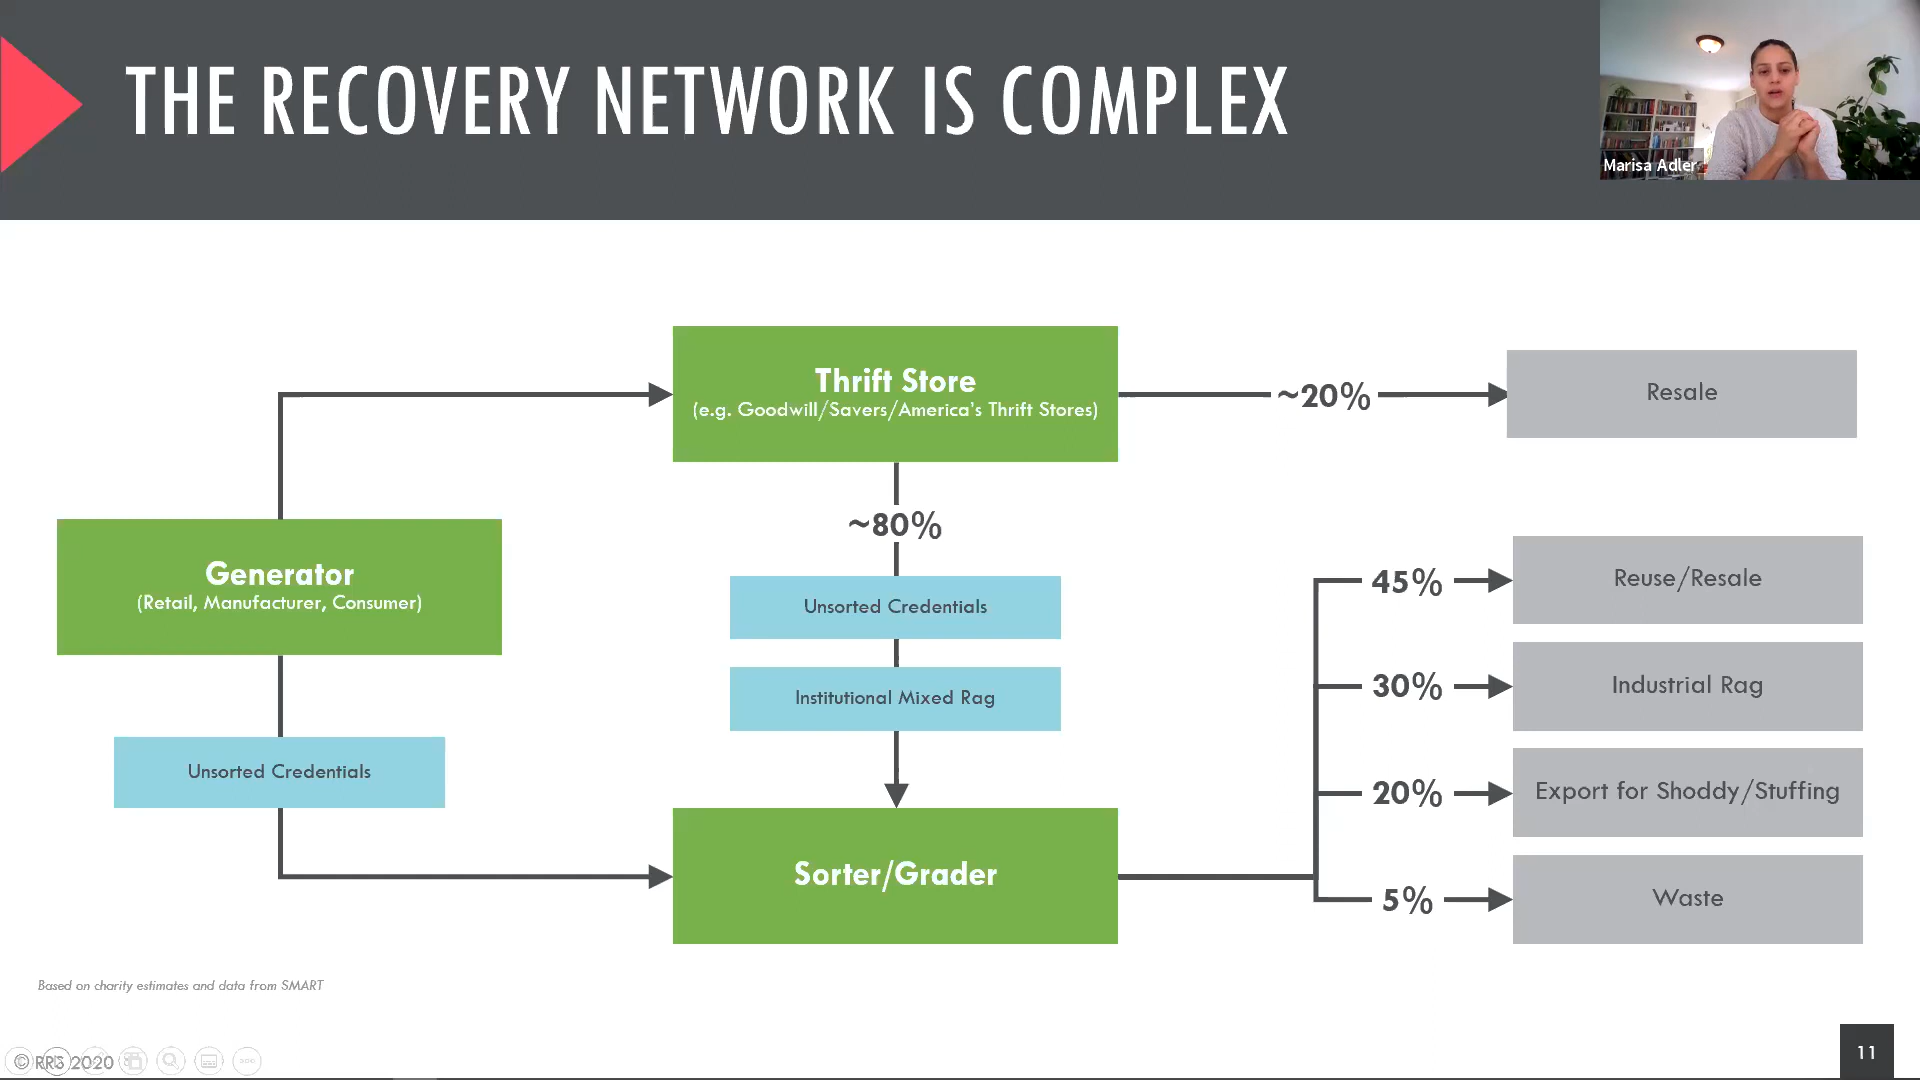 THE RECOVERY NETWORK IS COMPLEX
Marisa Adler
Thrift Store
(e.g. Goodwill/Savers/America's Thrift Stores)
~20%
Resale
~80%
Generator
(Retail, Manufacturer, Consumer)
Unsorted Credentials
Institutional Mixed Rag
Unsorted Credentials
Sorter/Grader
45%
Reuse/Resale
30%
Industrial Rag
20%
Export for Shoddy/Stuffing
5%
Waste
Based on charity estimates and data from SMART
© RRS 2020
11